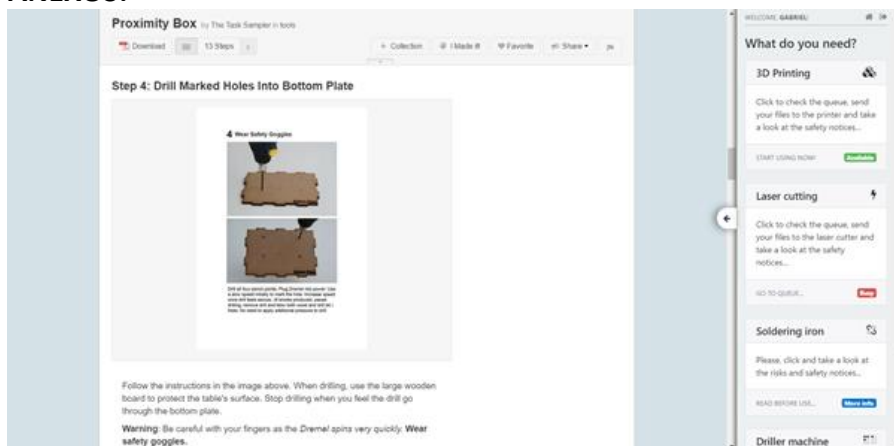 Proximity Box by The Task Sampler in tools
Download
13 Steps
+ Collection
I Made It
Favorite
Share
Step 4: Drill Marked Holes Into Bottom Plate
4 Wear Safety Goggles
Follow the instructions in the image above. When drilling, use the large wooden
board to protect the table's surface. Stop drilling when you feel the drill go
through the bottom plate.
Warning: Be careful with your fingers as the Dremel spins very quickly. Wear
safety goggles.
WELCOME, GABRIEL!
What do you need?
3D Printing
Click to check the queue, send
your files to the printer and take
a look at the safety notices...
START USING NOW!
Available
Laser cutting
Click to check the queue, send
your files to the laser cutter and
take a look at the safety
notices...
GO TO QUEUE...
Busy
Soldering iron
Please, click and take a look at
the risks and safety notices...
READ BEFORE USE...
More info
Driller machine